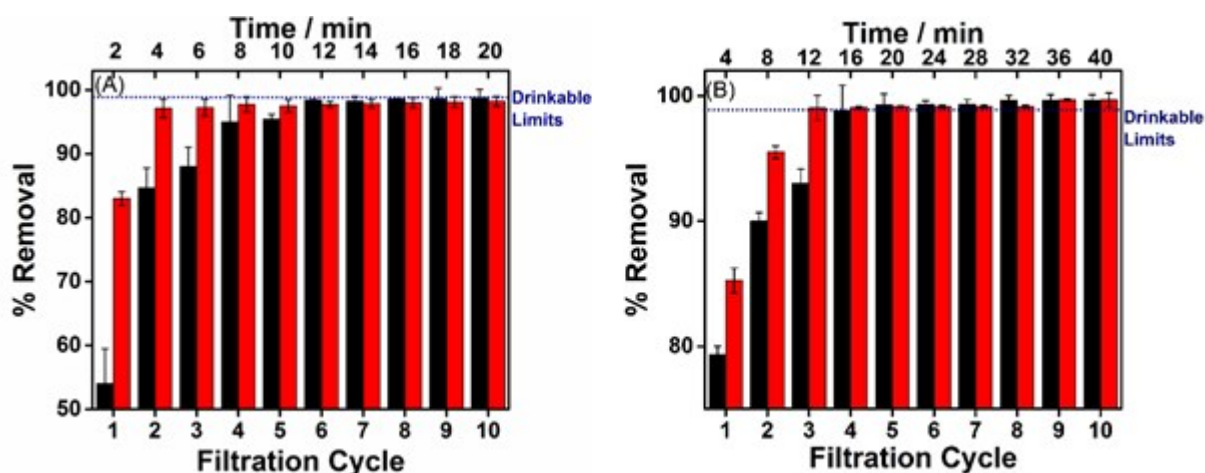 Time / min
2 4 6 8 10 12 14 16 18 20
(A)
100
90
80
70
60
50
% Removal
Drinkable
Limits
1 2 3 4 5 6 7 8 9 10
Filtration Cycle
Time / min
4 8 12 16 20 24 28 32 36 40
(B)
100
90
80
% Removal
Drinkable
Limits
1 2 3 4 5 6 7 8 9 10
Filtration Cycle